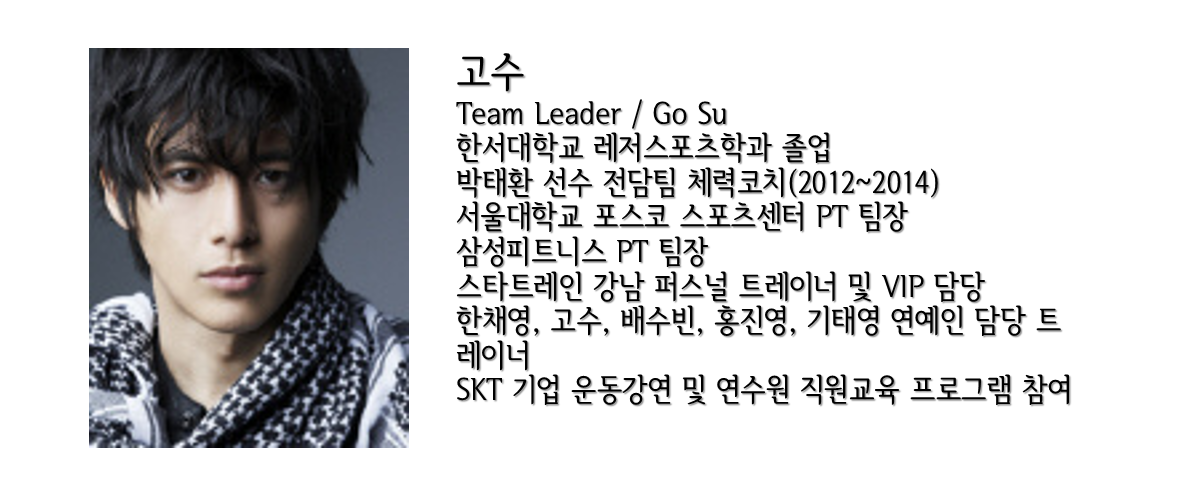 고수
Team Leader / Go Su
한서대학교 레저스포츠학과 졸업
박태환 선수 전담팀 체력코치(2012~2014)
서울대학교 포스코 스포츠센터 PT 팀장
삼성피트니스 PT 팀장
스타트레인 강남 퍼스널 트레이너 및 VIP 담당
한채영, 고수, 배수빈, 홍진영, 기태영 연예인 담당 트
레이너
SKT 기업 운동강연 및 연수원 직원교육 프로그램 참여